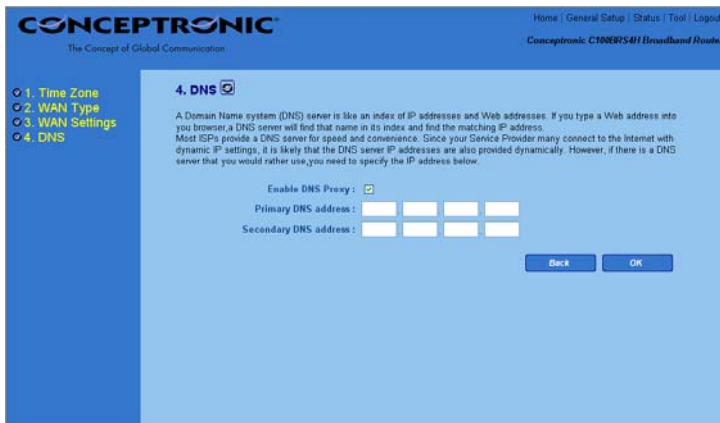 CONCEPTRONIC
The Concept of Global Communication
Home | General Setup | Status | Tool | Logout
Conceptronic C100BRS4H Broadband Route
1. Time Zone
2. WAN Type
3. WAN Settings
4. DNS
4. DNS
A Domain Name system (DNS) server is like an index of IP addresses and Web addresses. If you type a Web address into
you browser,a DNS server will find that name in its index and find the matching IP address.
Most ISPs provide a DNS server for speed and convenience. Since your Service Provider many connect to the Internet with
dynamic IP settings, it is likely that the DNS server IP addresses are also provided dynamically. However, if there is a DNS
server that you would rather use,you need to specify the IP address below.
Enable DNS Proxy :
Primary DNS address :
Secondary DNS address :
Back
OK